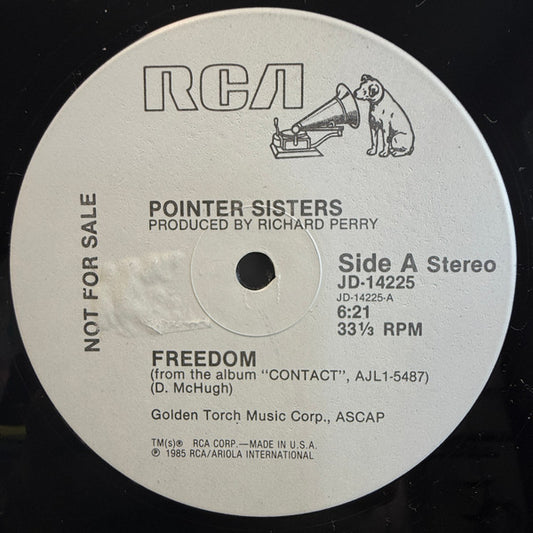 RCA
NOT FOR SALE
POINTER SISTERS
PRODUCED BY RICHARD PERRY
Side A Stereo
JD-14225
JD-14225-A
6:21
33 1/3 RPM
FREEDOM
(from the album "CONTACT", AJL1-5487)
(D. McHugh)
Golden Torch Music Corp., ASCAP
TM(s)® RCA CORP.—MADE IN U.S.A.
℗ 1985 RCA/ARIOLA INTERNATIONAL